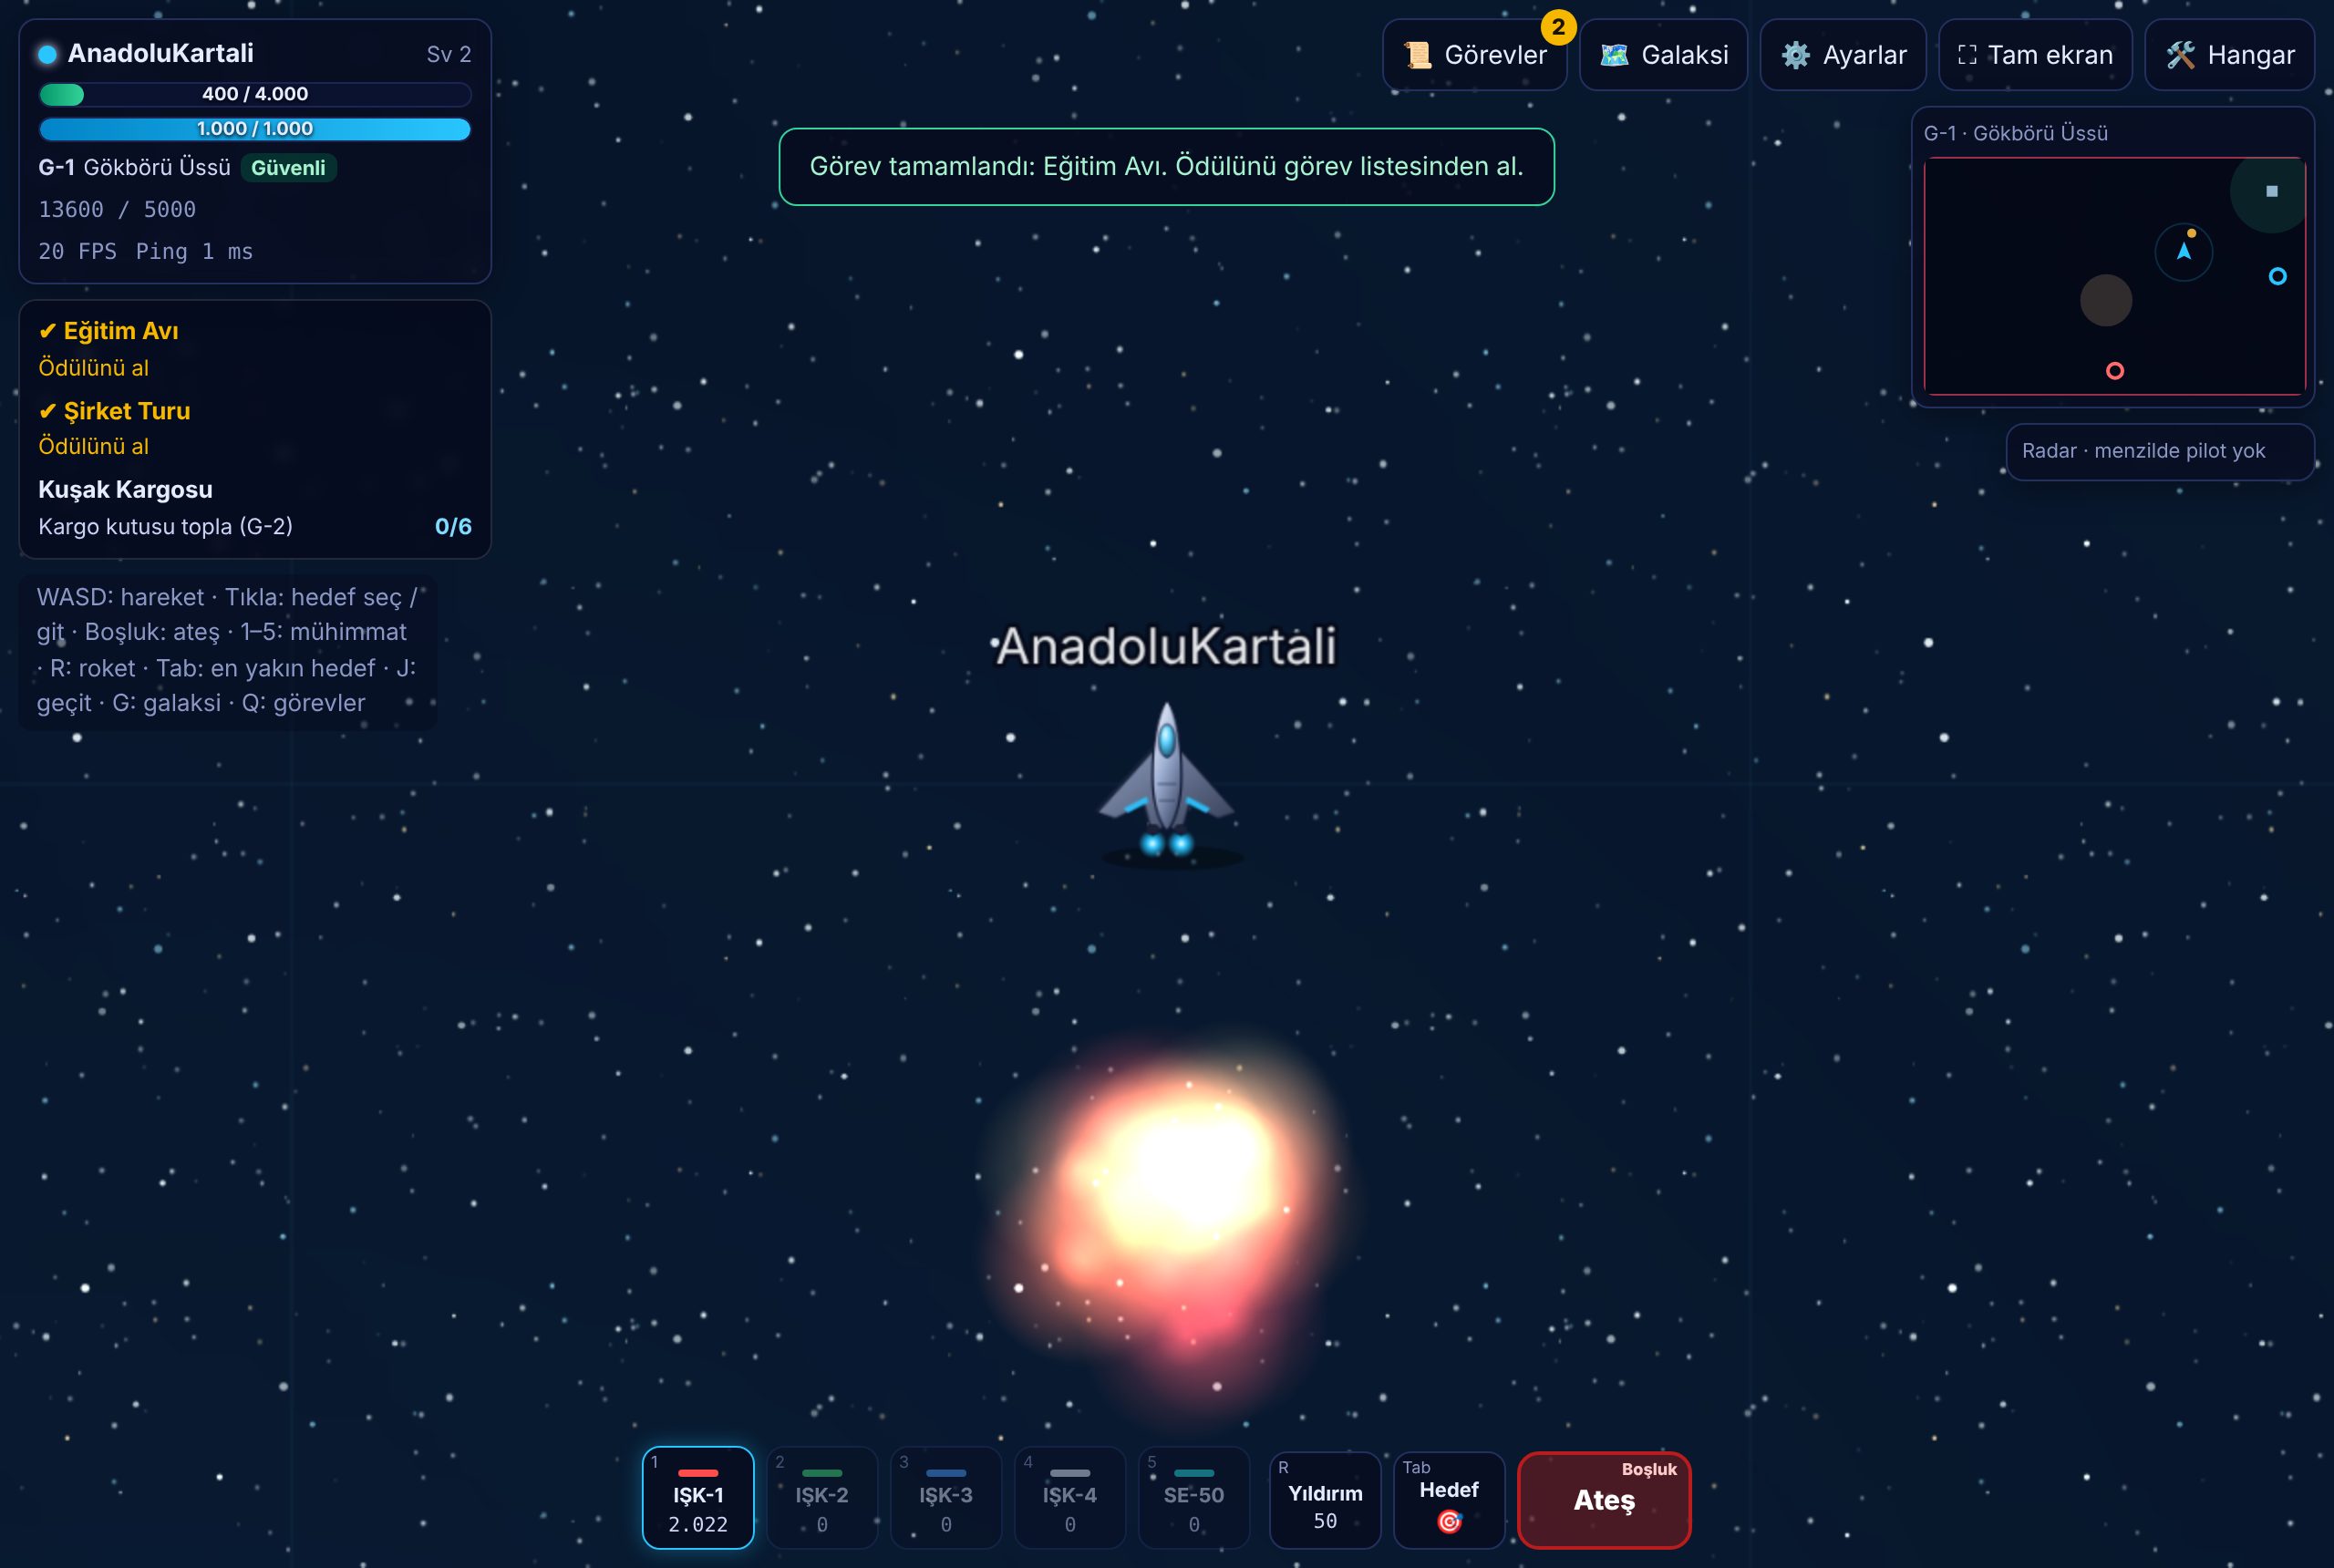 AnadoluKartali Sv 2
400 / 4.000
1.000 / 1.000
G-1 Gökbörü Üssü Güvenli
13600 / 5000
20 FPS Ping 1 ms
✔ Eğitim Avı
Ödülünü al
✔ Şirket Turu
Ödülünü al
Kuşak Kargosu
Kargo kutusu topla (G-2) 0/6
WASD: hareket · Tıkla: hedef seç /
git · Boşluk: ateş · 1–5: mühimmat
· R: roket · Tab: en yakın hedef · J:
geçit · G: galaksi · Q: görevler
Görevler 2
Galaksi
Ayarlar
Tam ekran
Hangar
Görev tamamlandı: Eğitim Avı. Ödülünü görev listesinden al.
G-1 · Gökbörü Üssü
Radar · menzilde pilot yok
AnadoluKartali
1
IŞK-1
2.022
2
IŞK-2
0
3
IŞK-3
0
4
IŞK-4
0
5
SE-50
0
R
Yıldırım
50
Tab
Hedef
Boşluk
Ateş